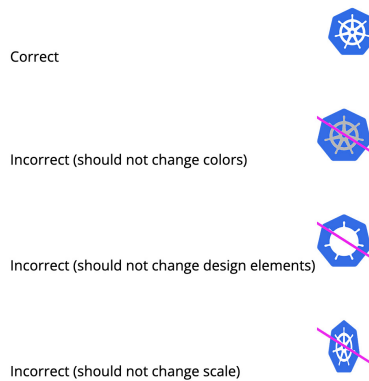 Correct
Incorrect (should not change colors)
Incorrect (should not change design elements)
Incorrect (should not change scale)